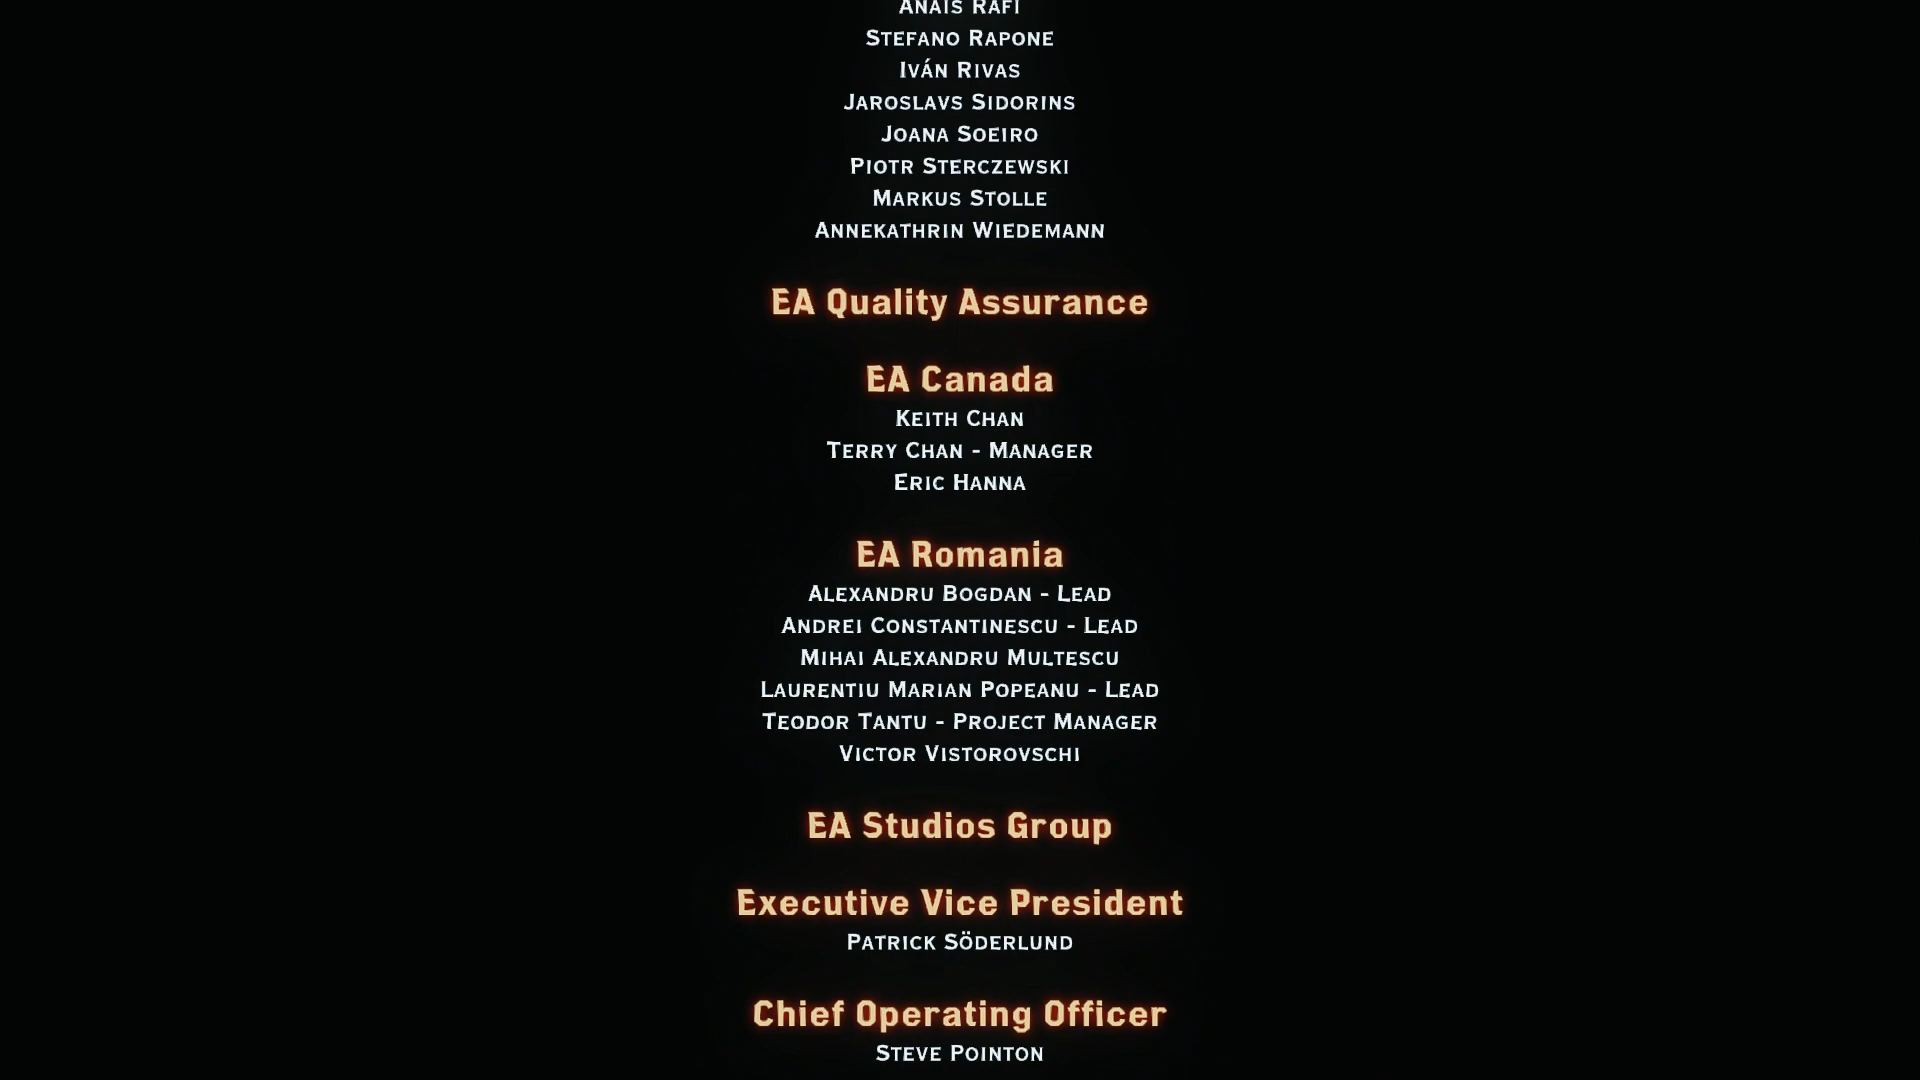 Anais Rafi
Stefano Rapone
Iván Rivas
Jaroslavs Sidorins
Joana Soeiro
Piotr Sterczewski
Markus Stolle
Annekathrin Wiedemann
EA Quality Assurance
EA Canada
Keith Chan
Terry Chan - Manager
Eric Hanna
EA Romania
Alexandru Bogdan - Lead
Andrei Constantinescu - Lead
Mihai Alexandru Multescu
Laurentiu Marian Popeanu - Lead
Teodor Tantu - Project Manager
Victor Vistorovschi
EA Studios Group
Executive Vice President
Patrick Söderlund
Chief Operating Officer
Steve Pointon